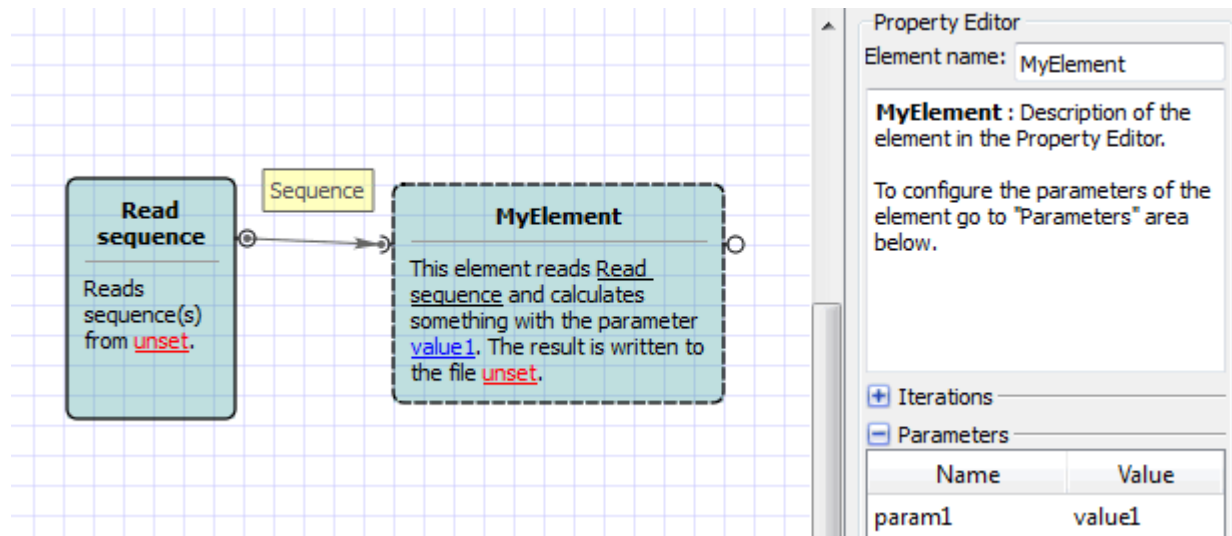 Read
sequence
Reads
sequence(s)
from unset.
Sequence
MyElement
This element reads Read
sequence and calculates
something with the parameter
value1. The result is written to
the file unset.
Property Editor
Element name: MyElement
MyElement : Description of the
element in the Property Editor.
To configure the parameters of the
element go to "Parameters" area
below.
Iterations
Parameters
Name Value
param1 value1